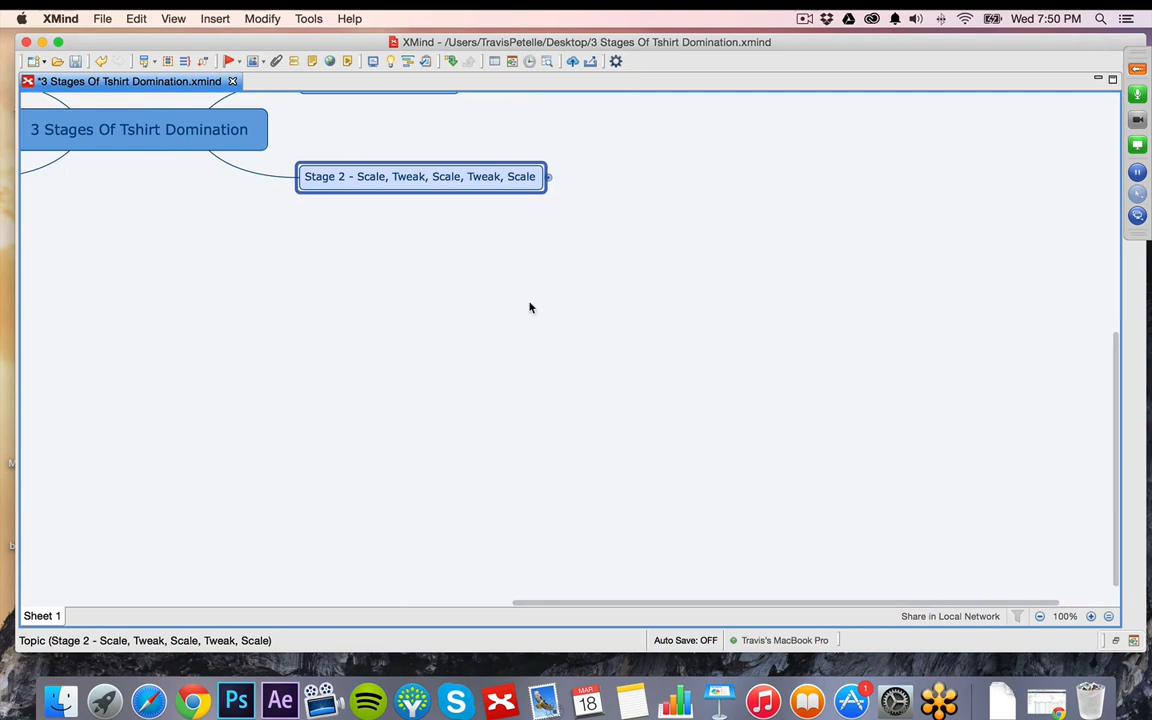 XMind File Edit View Insert Modify Tools Help Wed 7:50 PM
XMind - /Users/TravisPetelle/Desktop/3 Stages Of Tshirt Domination.xmind
*3 Stages Of Tshirt Domination.xmind
3 Stages Of Tshirt Domination
Stage 2 - Scale, Tweak, Scale, Tweak, Scale
Sheet 1
Share in Local Network
100%
Topic (Stage 2 - Scale, Tweak, Scale, Tweak, Scale)
Auto Save: OFF
Travis's MacBook Pro
Ps
Ae
MAR
18
1